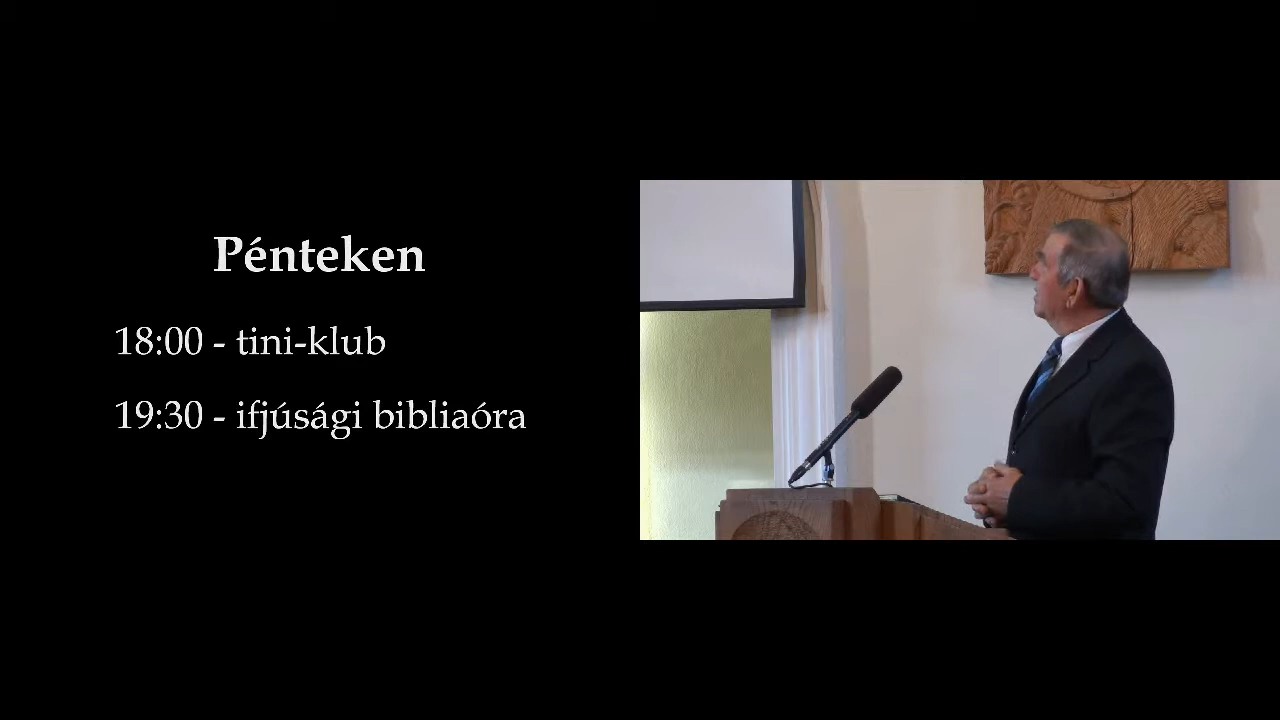 Pénteken
18:00 - tini-klub
19:30 - ifjúsági bibliaóra